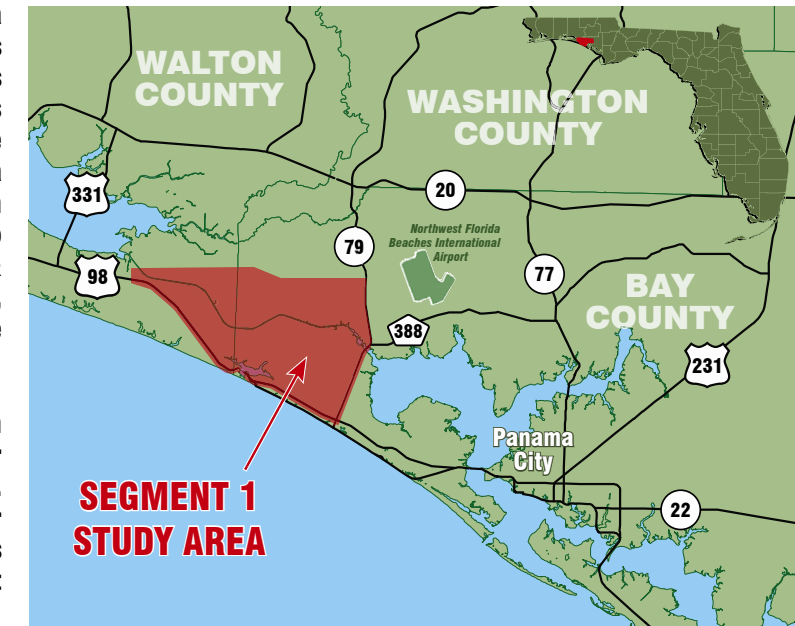 WALTON
COUNTY
WASHINGTON
COUNTY
331
20
Northwest Florida
Beaches International
Airport
79
98
77
BAY
COUNTY
388
231
Panama
City
SEGMENT 1
STUDY AREA
22